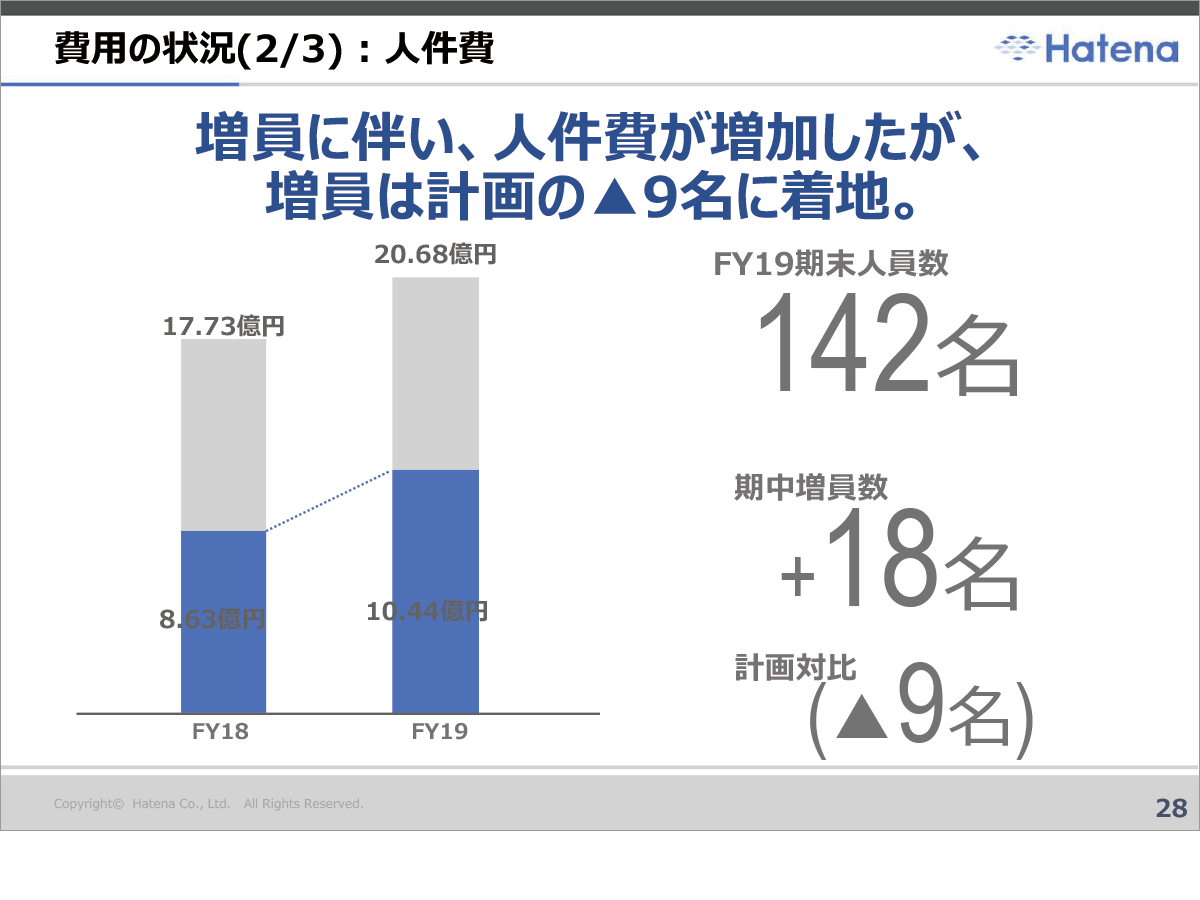 費用の状況(2/3)：人件費
Hatena
増員に伴い、人件費が増加したが、
増員は計画の▲9名に着地。
20.68億円
17.73億円
8.63億円
10.44億円
FY18
FY19
FY19期末人員数
142名
期中増員数
+18名
計画対比
(▲9名)
Copyright© Hatena Co., Ltd. All Rights Reserved.
28